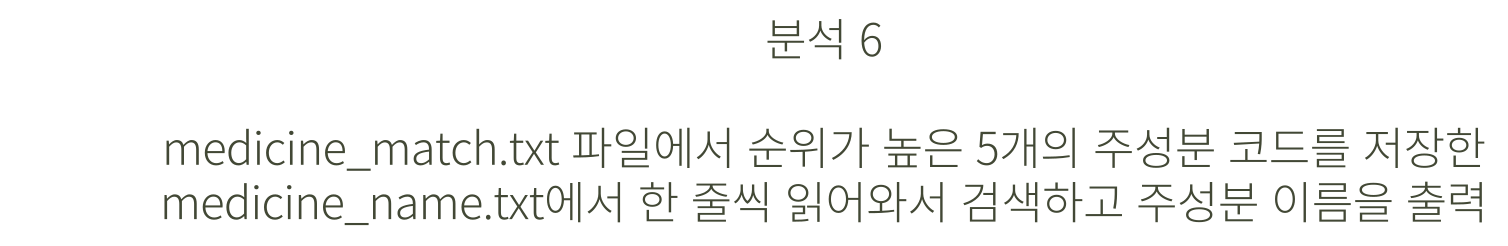 분석 6
medicine_match.txt 파일에서 순위가 높은 5개의 주성분 코드를 저장한
medicine_name.txt에서 한 줄씩 읽어와서 검색하고 주성분 이름을 출력